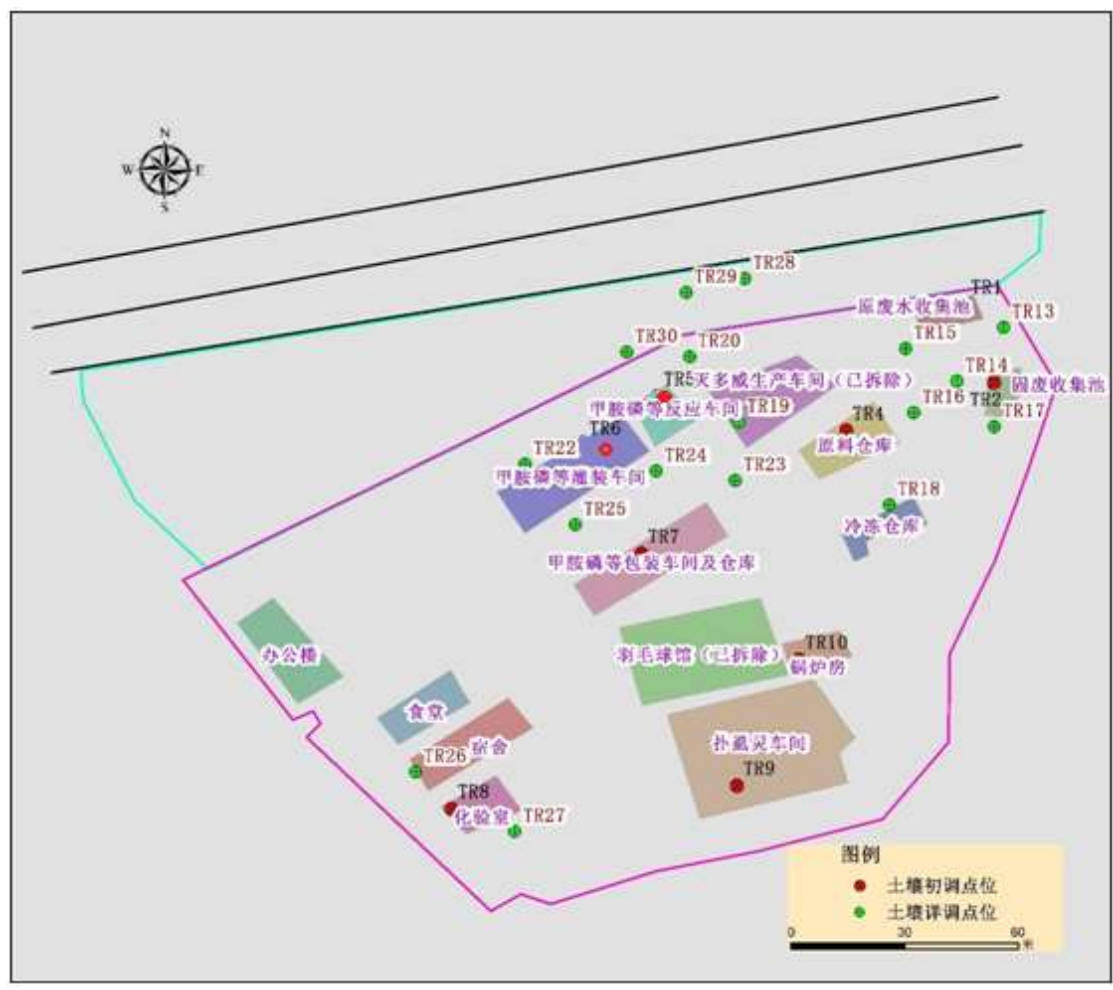 N
W E
S
TR28
TR29
TR1
原废水收集池
TR13
TR15
TR30
TR20
TR14
TR5
灭多威生产车间（已拆除）
固废收集池
TR2
TR16
甲胺磷等反应车间
TR19
TR17
TR4
TR6
原料仓库
TR22
TR24
TR23
甲胺磷等灌装车间
TR18
TR25
冷冻仓库
TR7
甲胺磷等包装车间及仓库
TR10
办公楼
羽毛球馆（已拆除）
锅炉房
食堂
宿舍
扑虱灵车间
TR26
TR9
TR8
化验室
TR27
图例
土壤初调点位
土壤详调点位
0 30 60
米